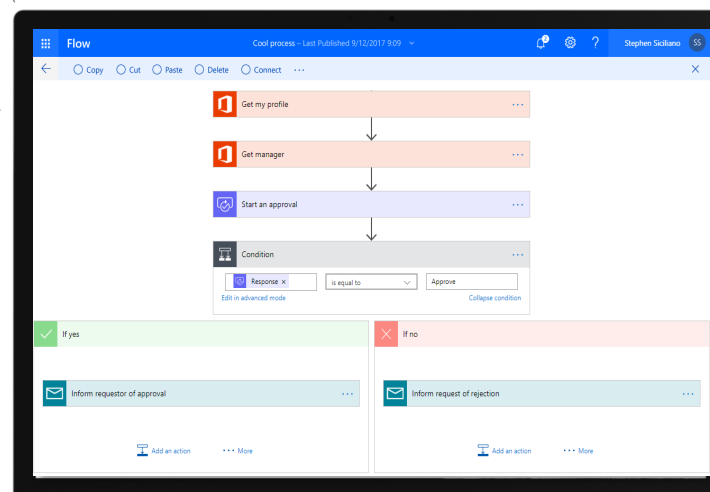 Flow
Cool process – Last Published 9/12/2017 9:09
2
?
Stephen Siciliano
SS
Copy
Cut
Paste
Delete
Connect
Get my profile
Get manager
Start an approval
Condition
Response ×
is equal to
Approve
Edit in advanced mode
Collapse condition
If yes
If no
Inform requestor of approval
Inform request of rejection
Add an action
More
Add an action
More